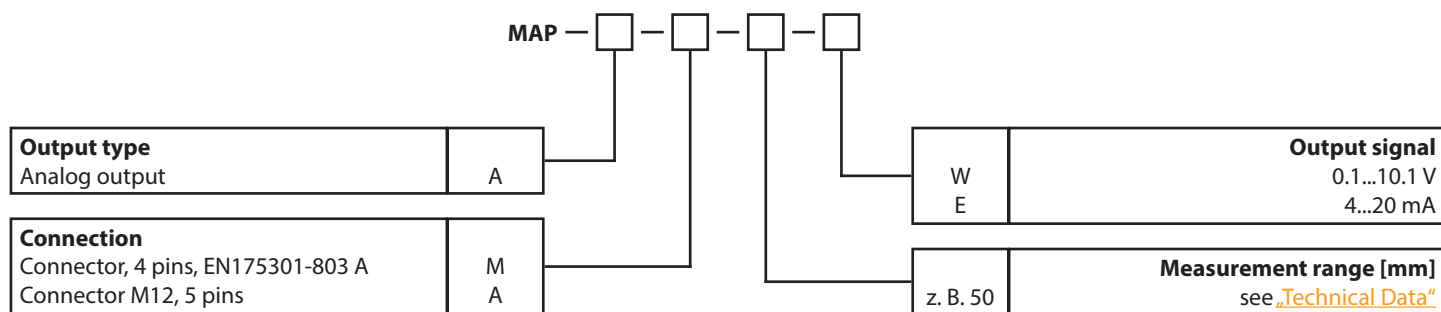 MAP — — — —
Output type
Analog output A
Connection
Connector, 4 pins, EN175301-803 A M
Connector M12, 5 pins A
Output signal
W 0.1...10.1 V
E 4...20 mA
Measurement range [mm]
z. B. 50 see „Technical Data“